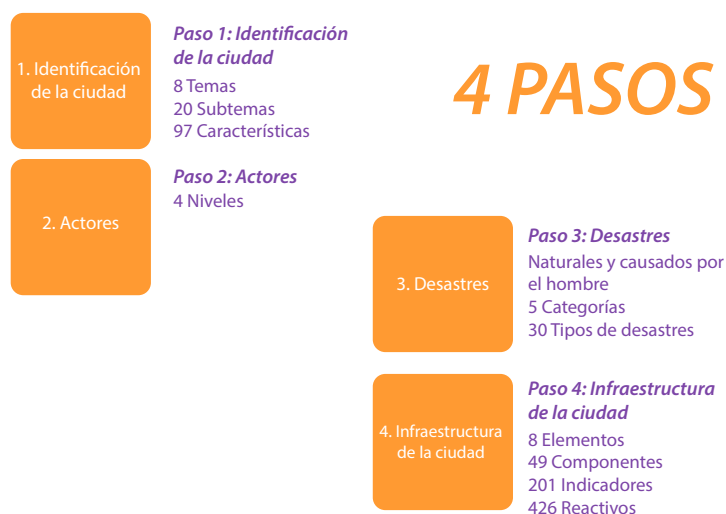 4 PASOS
1. Identificación
de la ciudad
Paso 1: Identificación
de la ciudad
8 Temas
20 Subtemas
97 Características
2. Actores
Paso 2: Actores
4 Niveles
3. Desastres
Paso 3: Desastres
Naturales y causados por
el hombre
5 Categorías
30 Tipos de desastres
4. Infraestructura
de la ciudad
Paso 4: Infraestructura
de la ciudad
8 Elementos
49 Componentes
201 Indicadores
426 Reactivos